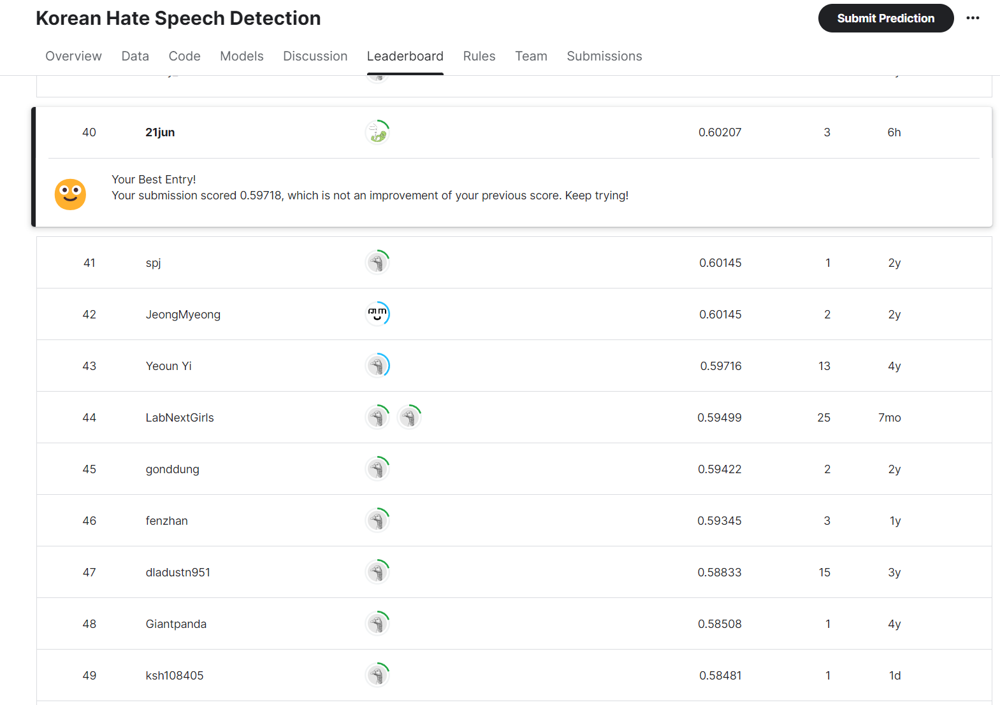 Korean Hate Speech Detection
Submit Prediction
Overview Data Code Models Discussion Leaderboard Rules Team Submissions
40 21jun 0.60207 3 6h
Your Best Entry!
Your submission scored 0.59718, which is not an improvement of your previous score. Keep trying!
41 spj 0.60145 1 2y
42 JeongMyeong 0.60145 2 2y
43 Yeoun Yi 0.59716 13 4y
44 LabNextGirls 0.59499 25 7mo
45 gonddung 0.59422 2 2y
46 fenzhan 0.59345 3 1y
47 dladustn951 0.58833 15 3y
48 Giantpanda 0.58508 1 4y
49 ksh108405 0.58481 1 1d